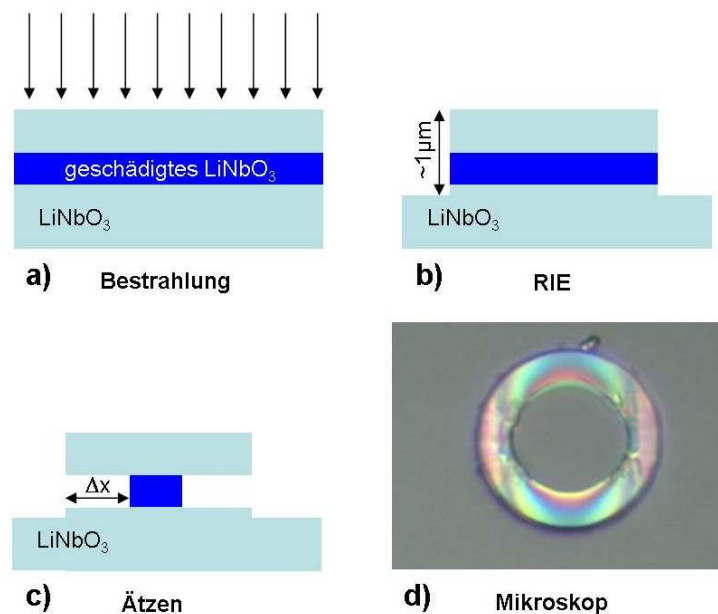 geschädigtes LiNbO₃
LiNbO₃
a) Bestrahlung
~1µm
LiNbO₃
b) RIE
Δx
LiNbO₃
c) Ätzen
d) Mikroskop